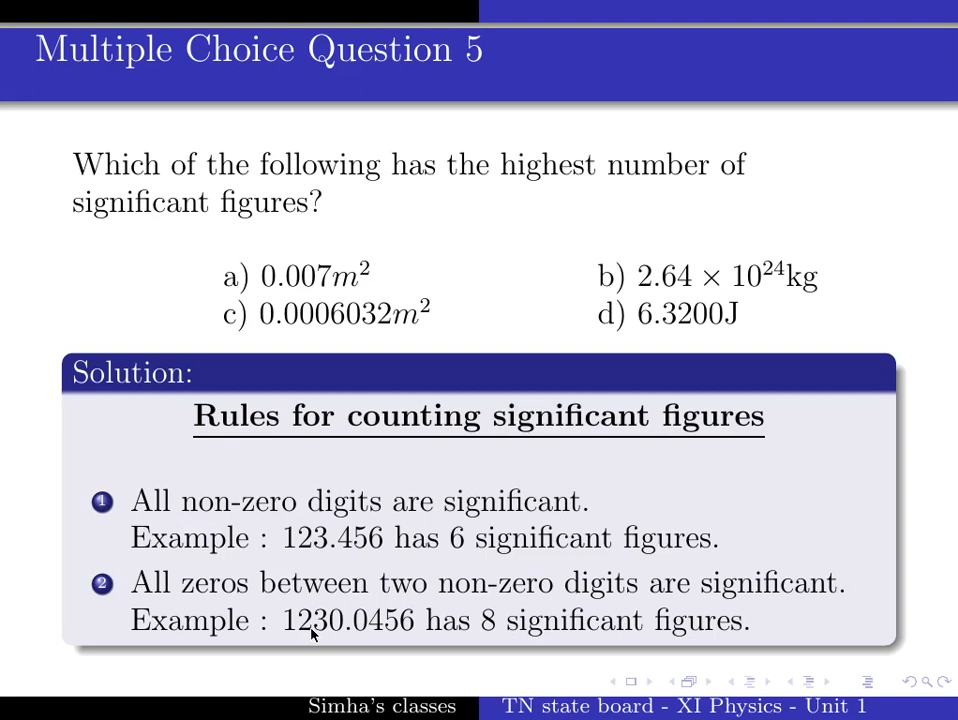 Multiple Choice Question 5
Which of the following has the highest number of
significant figures?
a) 0.007m² b) 2.64 × 10²⁴kg
c) 0.0006032m² d) 6.3200J
Solution:
Rules for counting significant figures
1 All non-zero digits are significant.
Example : 123.456 has 6 significant figures.
2 All zeros between two non-zero digits are significant.
Example : 1230.0456 has 8 significant figures.
Simha's classes TN state board - XI Physics - Unit 1